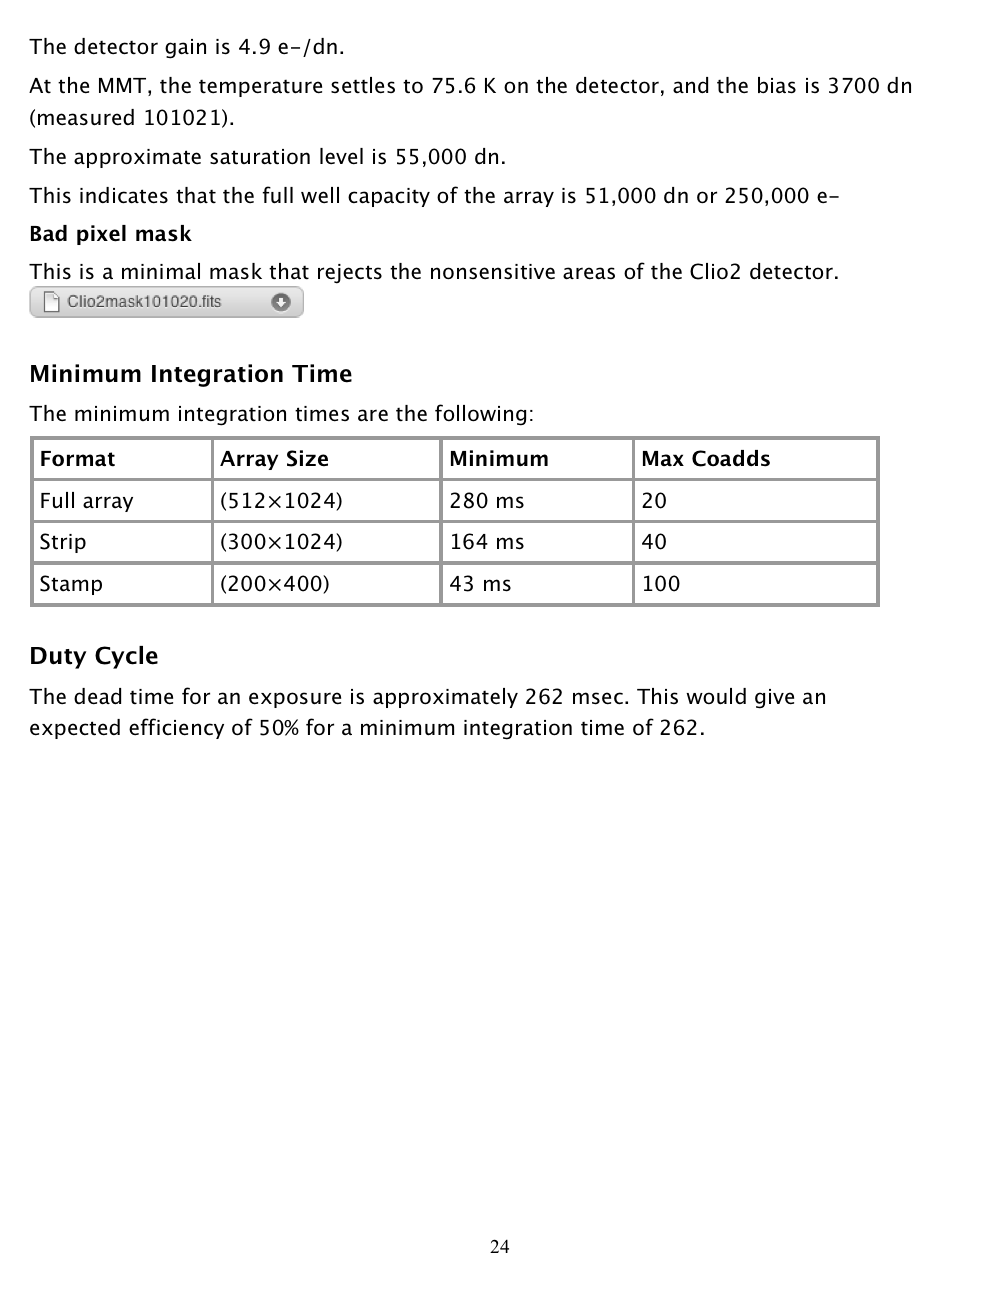 The detector gain is 4.9 e-/dn.
At the MMT, the temperature settles to 75.6 K on the detector, and the bias is 3700 dn
(measured 101021).
The approximate saturation level is 55,000 dn.
This indicates that the full well capacity of the array is 51,000 dn or 250,000 e-
Bad pixel mask
This is a minimal mask that rejects the nonsensitive areas of the Clio2 detector.
Clio2mask101020.fits
Minimum Integration Time
The minimum integration times are the following:
Format Array Size Minimum Max Coadds
Full array (512×1024) 280 ms 20
Strip (300×1024) 164 ms 40
Stamp (200×400) 43 ms 100
Duty Cycle
The dead time for an exposure is approximately 262 msec. This would give an
expected efficiency of 50% for a minimum integration time of 262.
24